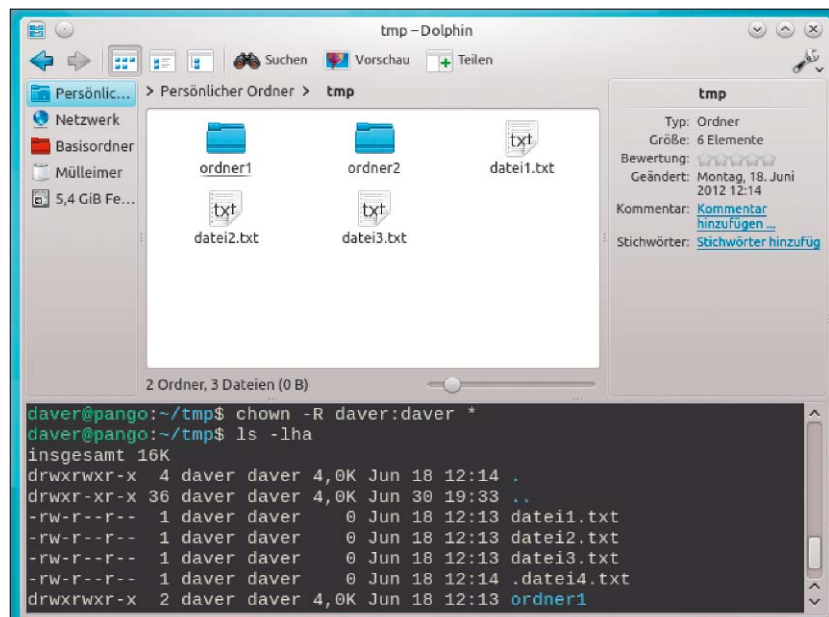 tmp – Dolphin
Suchen Vorschau Teilen
Persönlic...
Netzwerk
Basisordner
Mülleimer
5,4 GiB Fe...
> Persönlicher Ordner > tmp
ordner1 ordner2 datei1.txt
datei2.txt datei3.txt
2 Ordner, 3 Dateien (0 B)
tmp
Typ: Ordner
Größe: 6 Elemente
Bewertung:
Geändert: Montag, 18. Juni
2012 12:14
Kommentar: Kommentar
hinzufügen ...
Stichwörter: Stichwörter hinzufüg
daver@pango:~/tmp$ chown -R daver:daver *
daver@pango:~/tmp$ ls -lha
insgesamt 16K
drwxrwxr-x 4 daver daver 4,0K Jun 18 12:14 .
drwxr-xr-x 36 daver daver 4,0K Jun 30 19:33 ..
-rw-r--r-- 1 daver daver 0 Jun 18 12:13 datei1.txt
-rw-r--r-- 1 daver daver 0 Jun 18 12:13 datei2.txt
-rw-r--r-- 1 daver daver 0 Jun 18 12:13 datei3.txt
-rw-r--r-- 1 daver daver 0 Jun 18 12:14 .datei4.txt
drwxrwxr-x 2 daver daver 4,0K Jun 18 12:13 ordner1